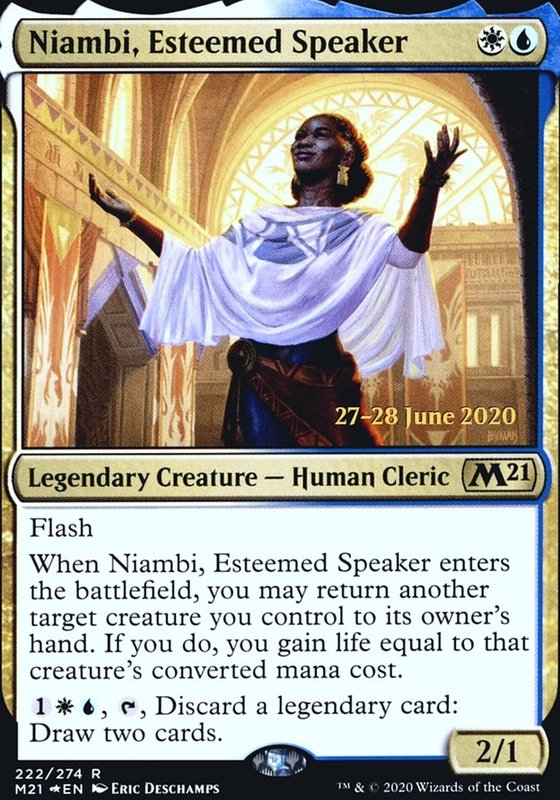 Niambi, Esteemed Speaker
27–28 June 2020
Legendary Creature — Human Cleric M21
Flash
When Niambi, Esteemed Speaker enters
the battlefield, you may return another
target creature you control to its owner's
hand. If you do, you gain life equal to that
creature's converted mana cost.
1 , , Discard a legendary card:
Draw two cards.
2/1
222/274 R
M21 ★ EN Eric Deschamps
™ & © 2020 Wizards of the Coast